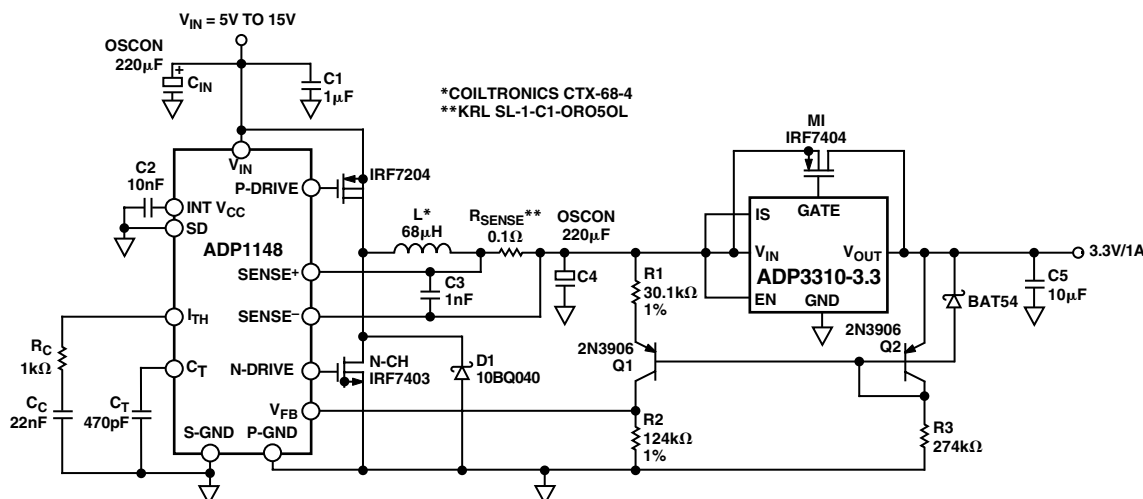 V_IN = 5V TO 15V
OSCON
220μF
+
C_IN
C1
1μF
*COILTRONICS CTX-68-4
**KRL SL-1-C1-ORO5OL
MI
IRF7404
V_IN
C2
10nF
P-DRIVE
IRF7204
INT V_CC
SD
ADP1148
L*
68μH
R_SENSE**
0.1Ω
OSCON
220μF
IS
GATE
V_IN
V_OUT
ADP3310-3.3
EN
GND
3.3V/1A
SENSE+
SENSE–
C3
1nF
C4
R1
30.1kΩ
1%
BAT54
C5
10μF
I_TH
R_C
1kΩ
C_T
N-DRIVE
N-CH
IRF7403
D1
10BQ040
2N3906
Q1
2N3906
Q2
C_C
22nF
C_T
470pF
V_FB
S-GND
P-GND
R2
124kΩ
1%
R3
274kΩ